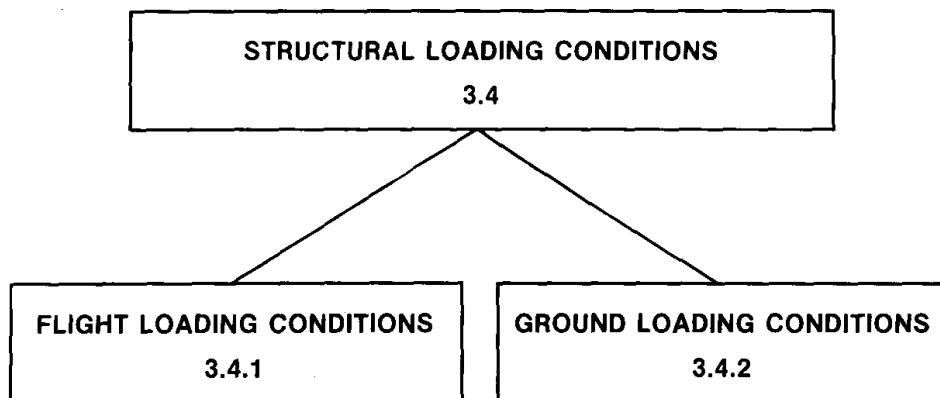 STRUCTURAL LOADING CONDITIONS
3.4
FLIGHT LOADING CONDITIONS
3.4.1
GROUND LOADING CONDITIONS
3.4.2